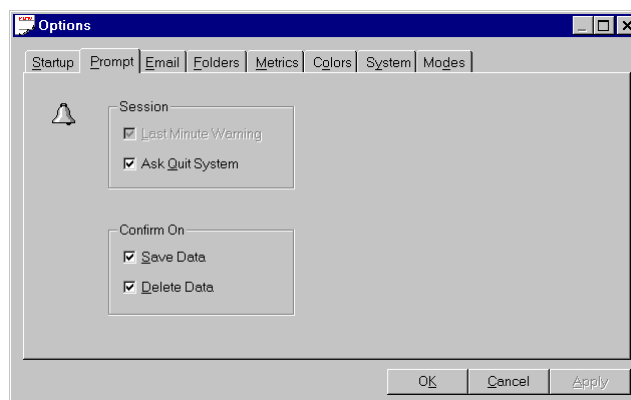 Options
Startup Prompt Email Folders Metrics Colors System Modes
Session
Last Minute Warning
Ask Quit System
Confirm On
Save Data
Delete Data
OK Cancel Apply